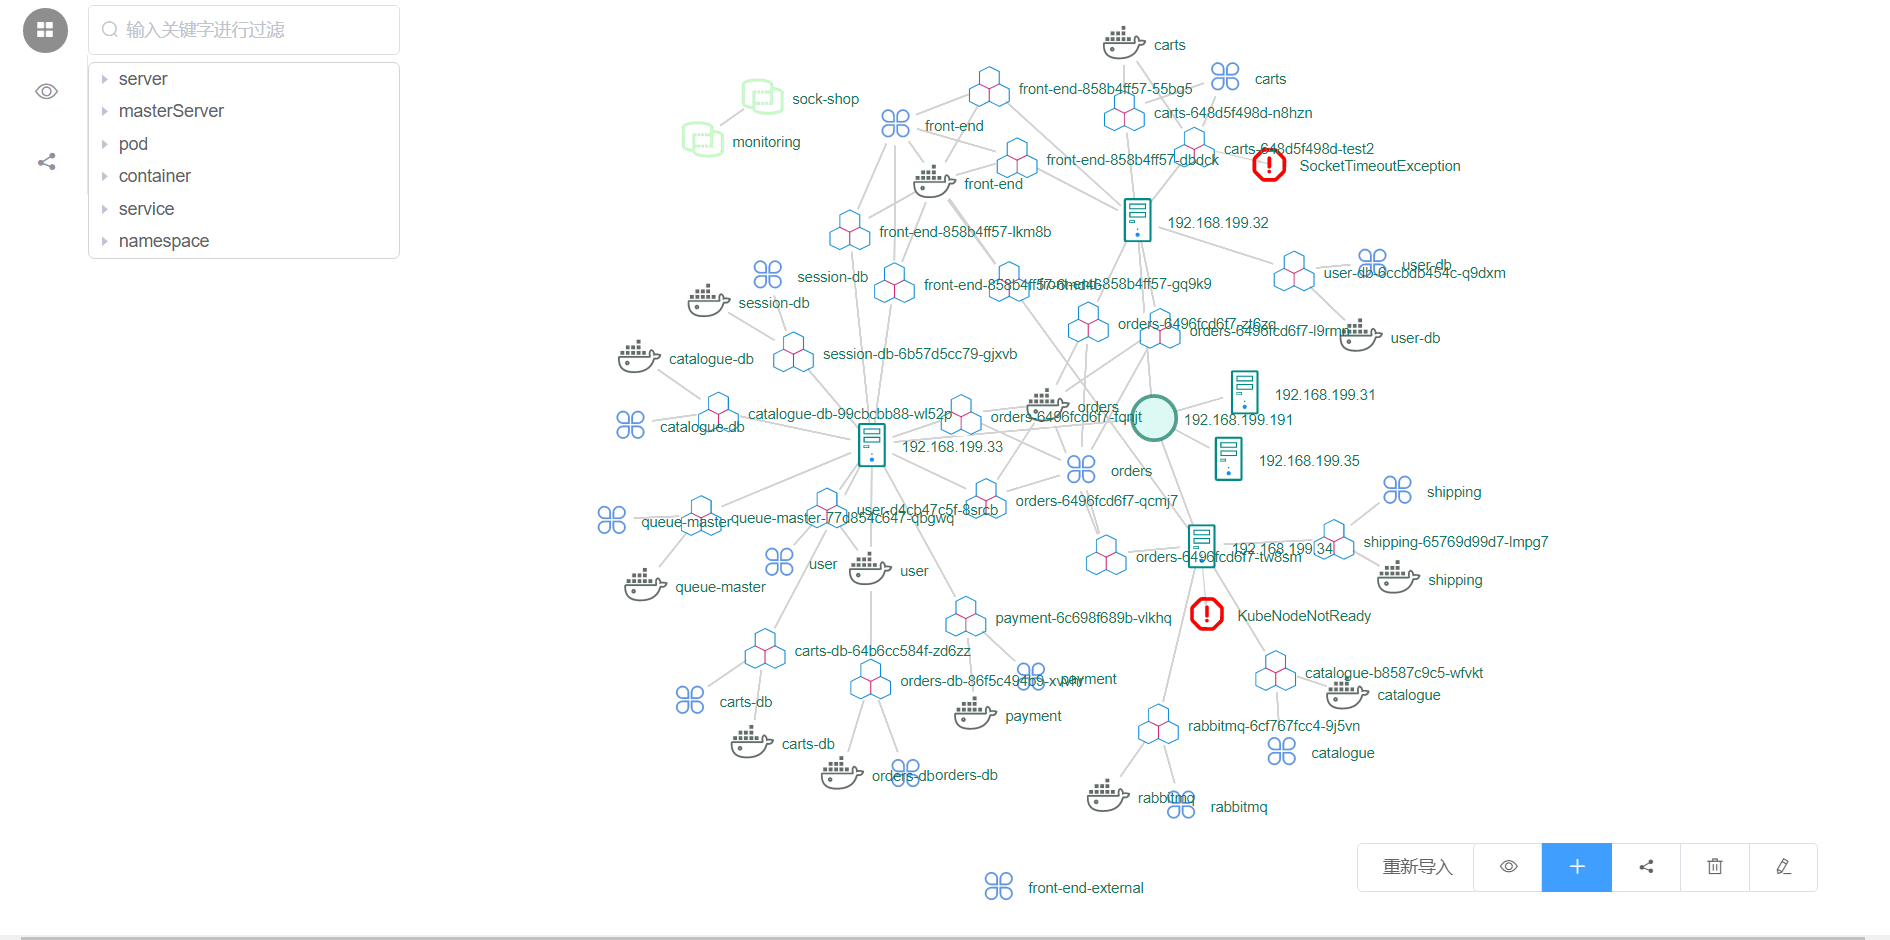 输入关键字进行过滤
server
masterServer
pod
container
service
namespace
carts
carts
sock-shop
front-end-858b4ff57-55bg5
carts-648d5f498d-n8hzn
front-end
monitoring
carts-648d5f498d-test2
front-end-858b4ff57-dbdck
SocketTimeoutException
front-end
192.168.199.32
front-end-858b4ff57-lkm8b
user-db
user-db-6ccbdb454c-q9dxm
session-db
front-end-858b4ff57-6md46
front-end-858b4ff57-gq9k9
session-db
orders-6496fcd6f7-zt6zq
orders-6496fcd6f7-l9rmn
user-db
session-db-6b57d5cc79-gjxvb
catalogue-db
192.168.199.31
orders
catalogue-db-99cbcbb88-wl52p
orders-6496fcd6f7-fqnjt
192.168.199.191
catalogue-db
192.168.199.33
192.168.199.35
orders
shipping
orders-6496fcd6f7-qcmj7
user-d4cb47c5f-8srcb
queue-master
queue-master-77d854c647-qbgwq
shipping-65769d99d7-lmpg7
192.168.199.34
orders-6496fcd6f7-tw8sm
user
user
shipping
queue-master
KubeNodeNotReady
payment-6c698f689b-vlkhq
carts-db-64b6cc584f-zd6zz
catalogue-b8587c9c5-wfvkt
payment
catalogue
carts-db
payment
rabbitmq-6cf767fcc4-9j5vn
carts-db
catalogue
orders-db
orders-db
rabbitmq
rabbitmq
重新导入
front-end-external